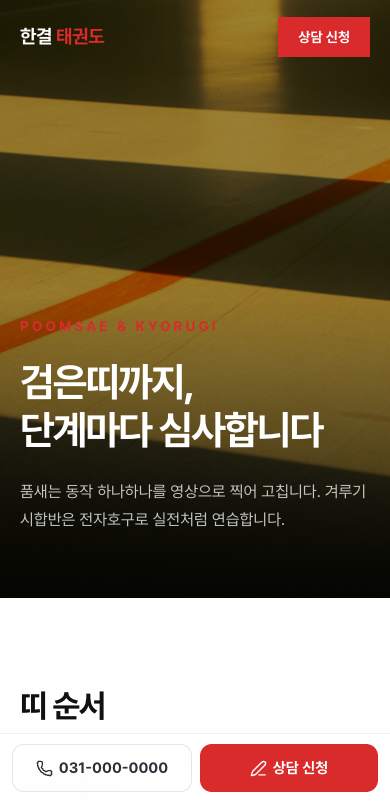 한결 태권도
상담 신청
POOMSAE & KYORUGI
검은띠까지,
단계마다 심사합니다
품새는 동작 하나하나를 영상으로 찍어 고칩니다. 겨루기
시합반은 전자호구로 실전처럼 연습합니다.
띠 순서
031-000-0000
상담 신청